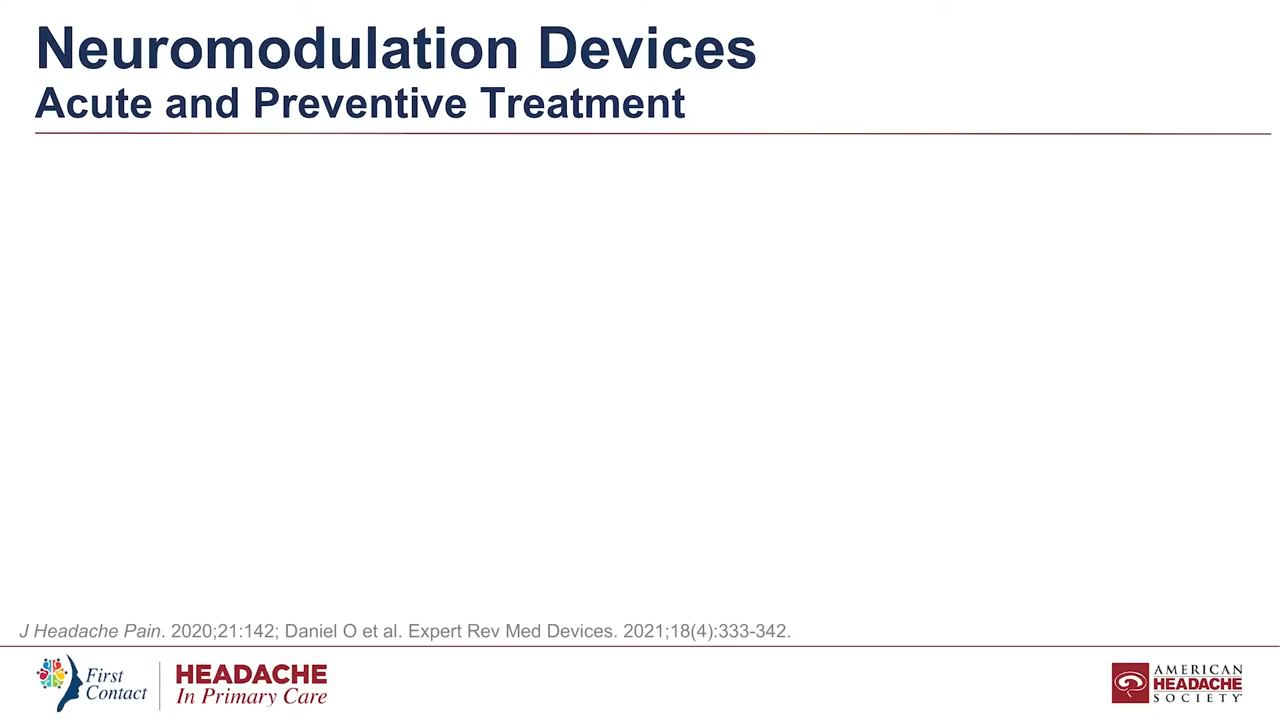 Neuromodulation Devices
Acute and Preventive Treatment
J Headache Pain. 2020;21:142; Daniel O et al. Expert Rev Med Devices. 2021;18(4):333-342.
First
Contact
HEADACHE
In Primary Care
AMERICAN
HEADACHE
SOCIETY